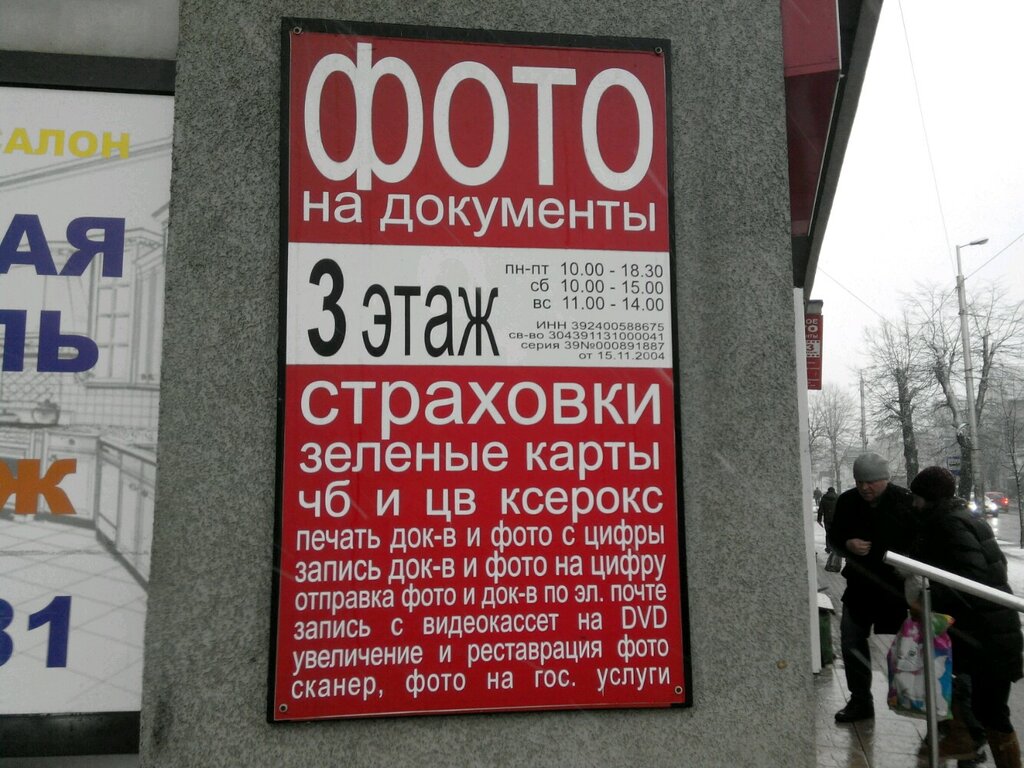 ФОТО
на документы
3 этаж
пн-пт 10.00 - 18.30
сб 10.00 - 15.00
вс 11.00 - 14.00
ИНН 392400588675
св-во 304391131000041
серия 39№000891887
от 15.11.2004
страховки
зеленые карты
чб и цв ксерокс
печать док-в и фото с цифры
запись док-в и фото на цифру
отправка фото и док-в по эл. почте
запись с видеокассет на DVD
увеличение и реставрация фото
сканер, фото на гос. услуги
САЛОН
АЯ
ЛЬ
Ж
31